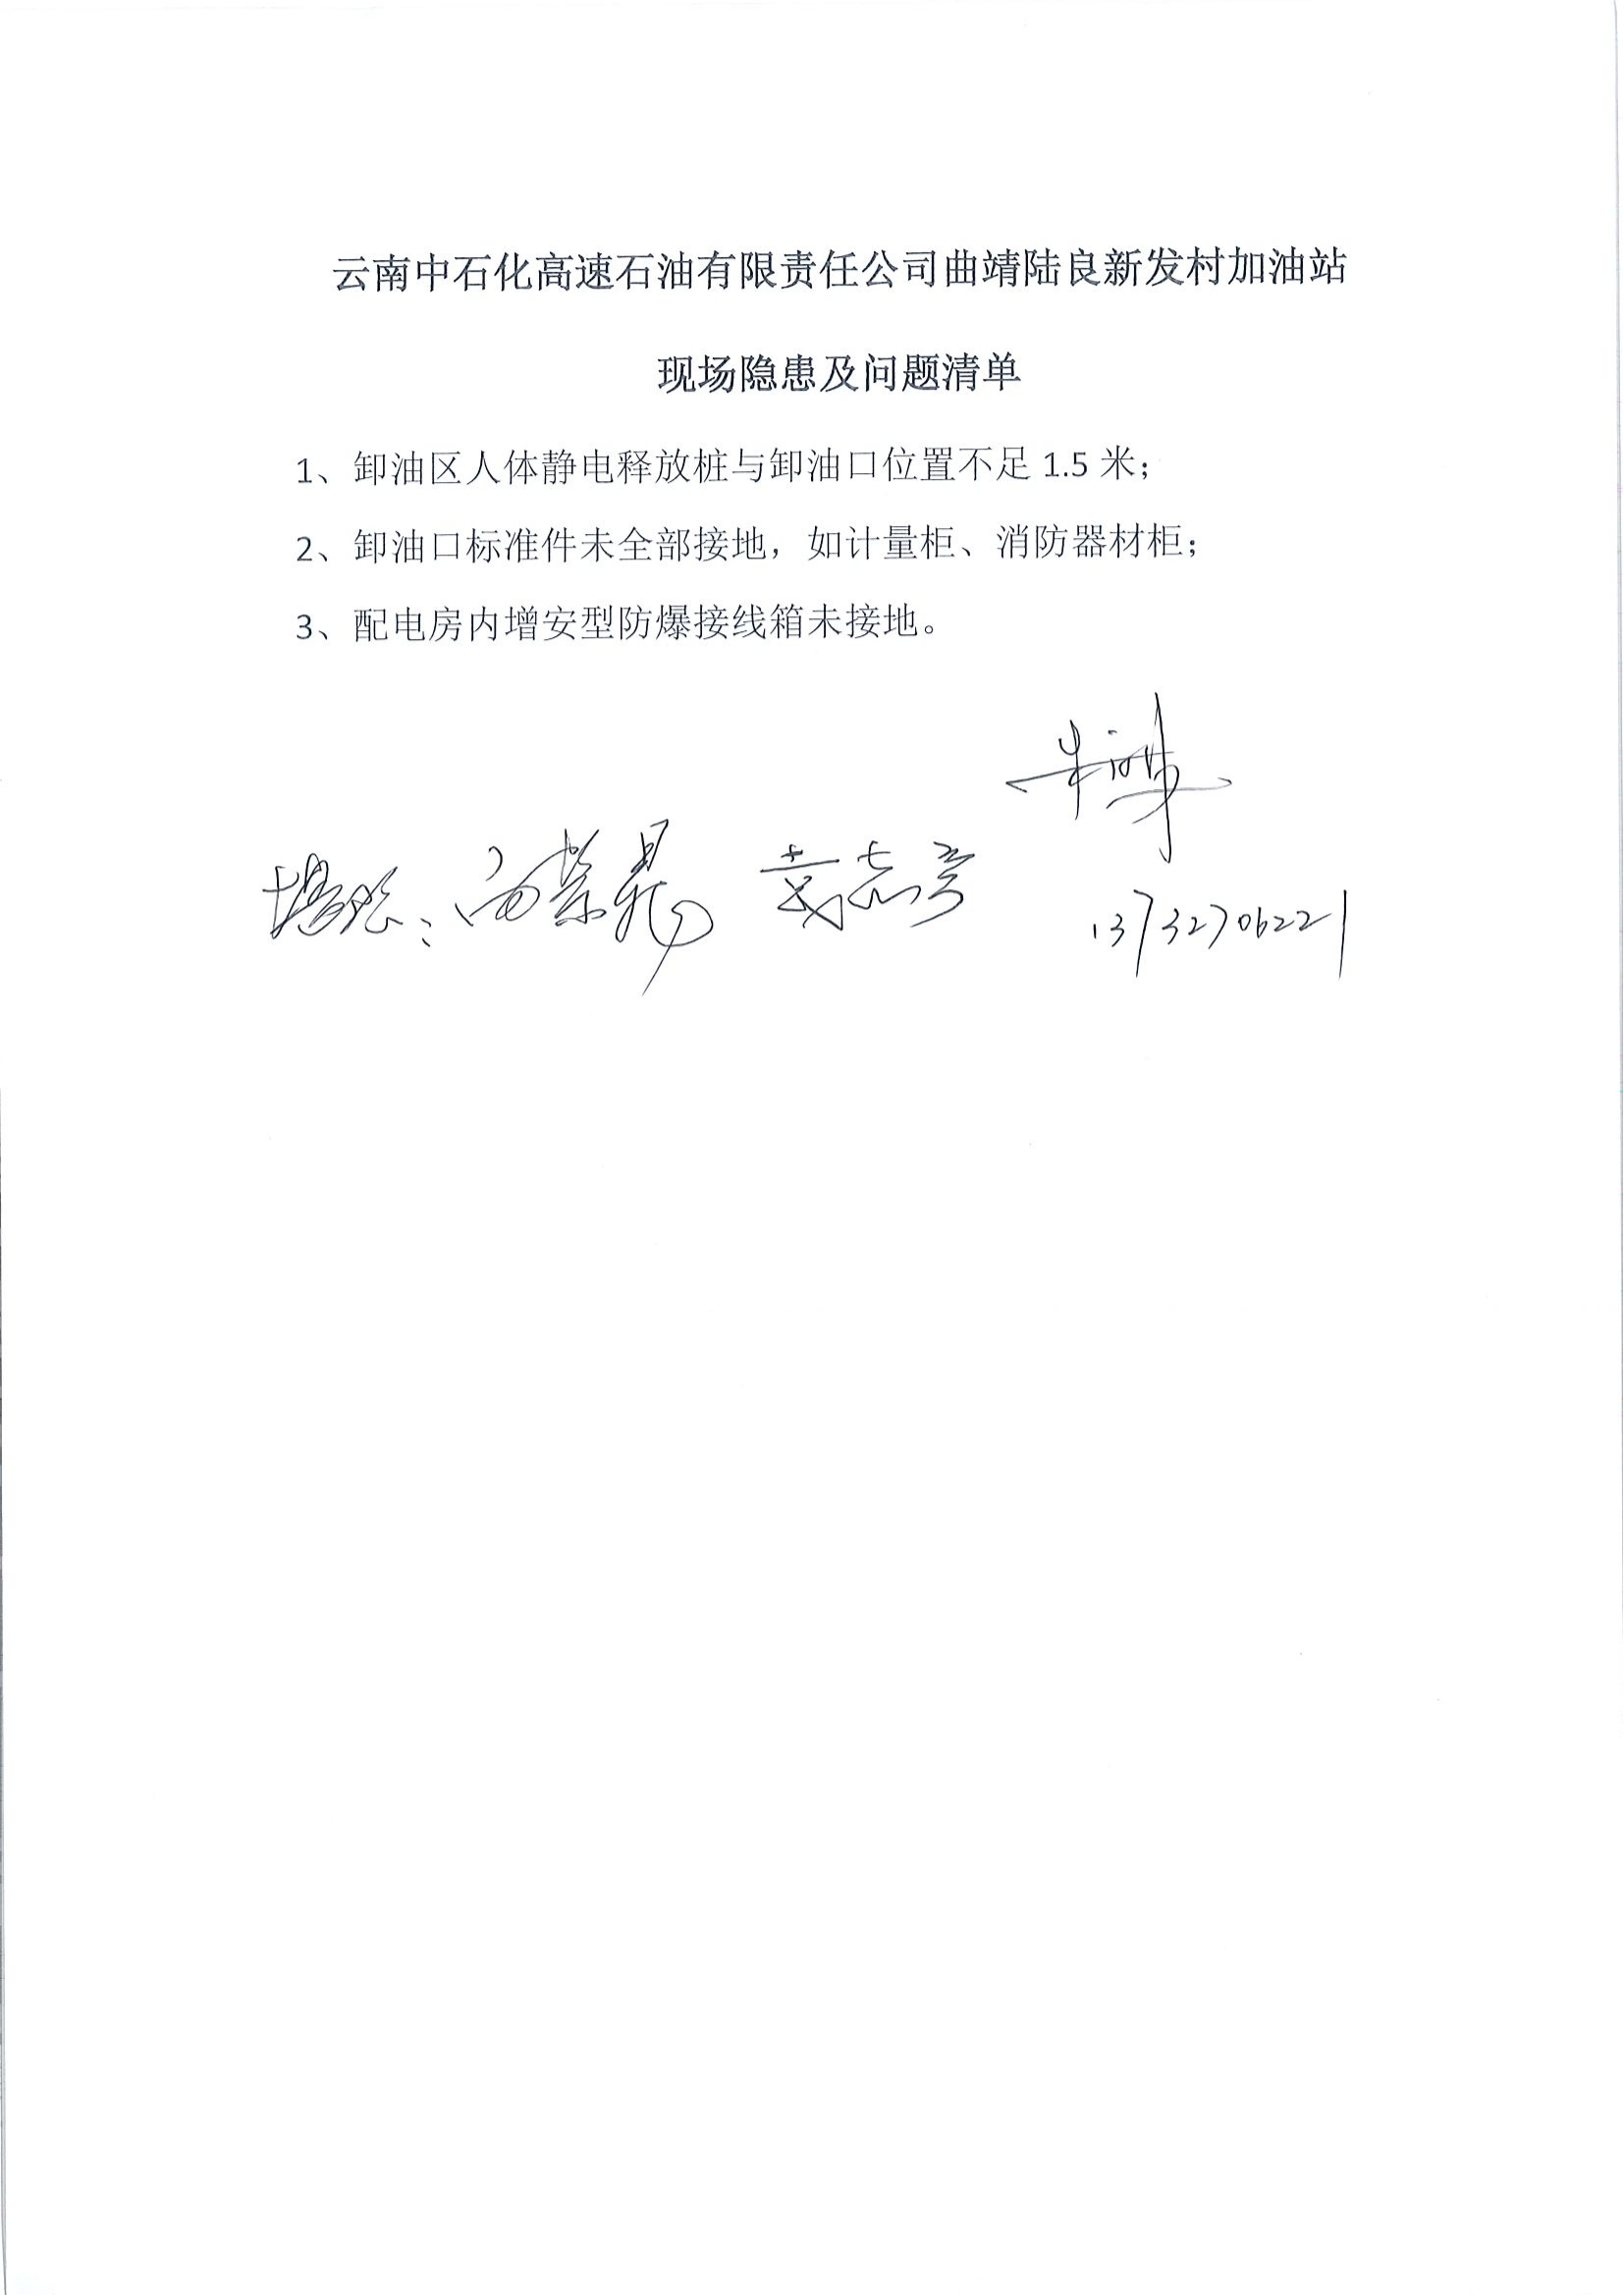 云南中石化高速石油有限责任公司曲靖陆良新发村加油站
现场隐患及问题清单
1、卸油区人体静电释放桩与卸油口位置不足 1.5 米；
2、卸油口标准件未全部接地，如计量柜、消防器材柜；
3、配电房内增安型防爆接线箱未接地。
13732706221